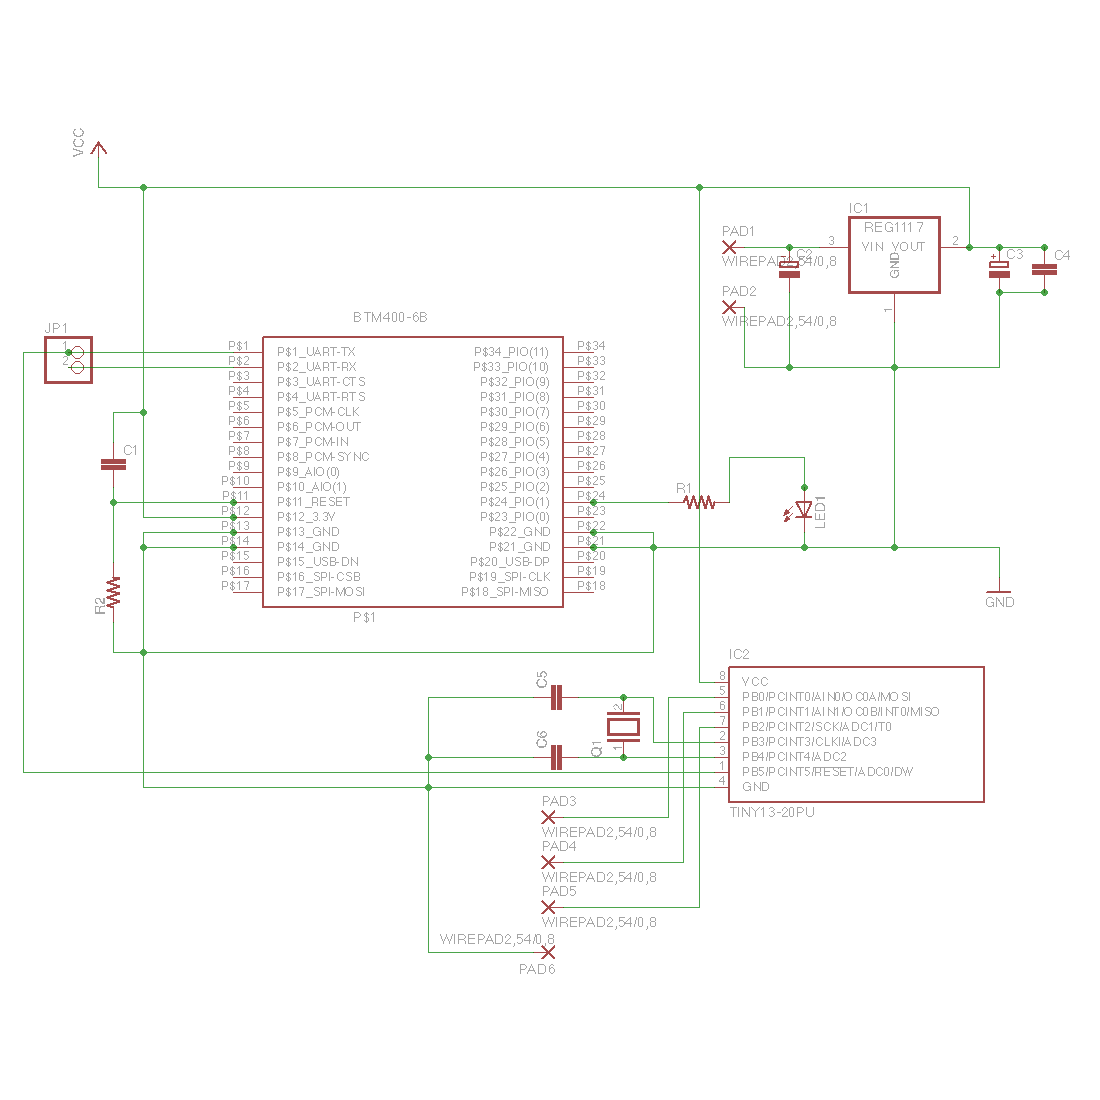 VCC
IC1
REG1117
PAD1
3
VIN VOUT
2
C2
C3
+
C4
WIREPAD2,54/0,8
GND
PAD2
1
WIREPAD2,54/0,8
BTM400-6B
JP1
1
2
P$1
P$1_UART-TX
P$34_PIO(11)
P$34
P$2
P$2_UART-RX
P$33_PIO(10)
P$33
P$3
P$3_UART-CTS
P$32_PIO(9)
P$32
P$4
P$4_UART-RTS
P$31_PIO(8)
P$31
P$5
P$5_PCM-CLK
P$30_PIO(7)
P$30
P$6
P$6_PCM-OUT
P$29_PIO(6)
P$29
P$7
P$7_PCM-IN
P$28_PIO(5)
P$28
P$8
P$8_PCM-SYNC
P$27_PIO(4)
P$27
P$9
P$9_AIO(0)
P$26_PIO(3)
P$26
P$10
P$10_AIO(1)
P$25_PIO(2)
P$25
P$11
P$11_RESET
P$24_PIO(1)
P$24
P$12
P$12_3.3V
P$23_PIO(0)
P$23
P$13
P$13_GND
P$22_GND
P$22
P$14
P$14_GND
P$21_GND
P$21
P$15
P$15_USB-DN
P$20_USB-DP
P$20
P$16
P$16_SPI-CSB
P$19_SPI-CLK
P$19
P$17
P$17_SPI-MOSI
P$18_SPI-MISO
P$18
P$1
C1
R2
R1
LED1
GND
IC2
8
VCC
5
PB0/PCINT0/AIN0/OC0A/MOSI
6
PB1/PCINT1/AIN1/OC0B/INT0/MISO
7
PB2/PCINT2/SCK/ADC1/T0
2
PB3/PCINT3/CLKI/ADC3
3
PB4/PCINT4/ADC2
1
PB5/PCINT5/RESET/ADC0/DW
4
GND
TINY13-20PU
C5
C6
Q1
2
1
PAD3
WIREPAD2,54/0,8
PAD4
WIREPAD2,54/0,8
PAD5
WIREPAD2,54/0,8
WIREPAD2,54/0,8
PAD6